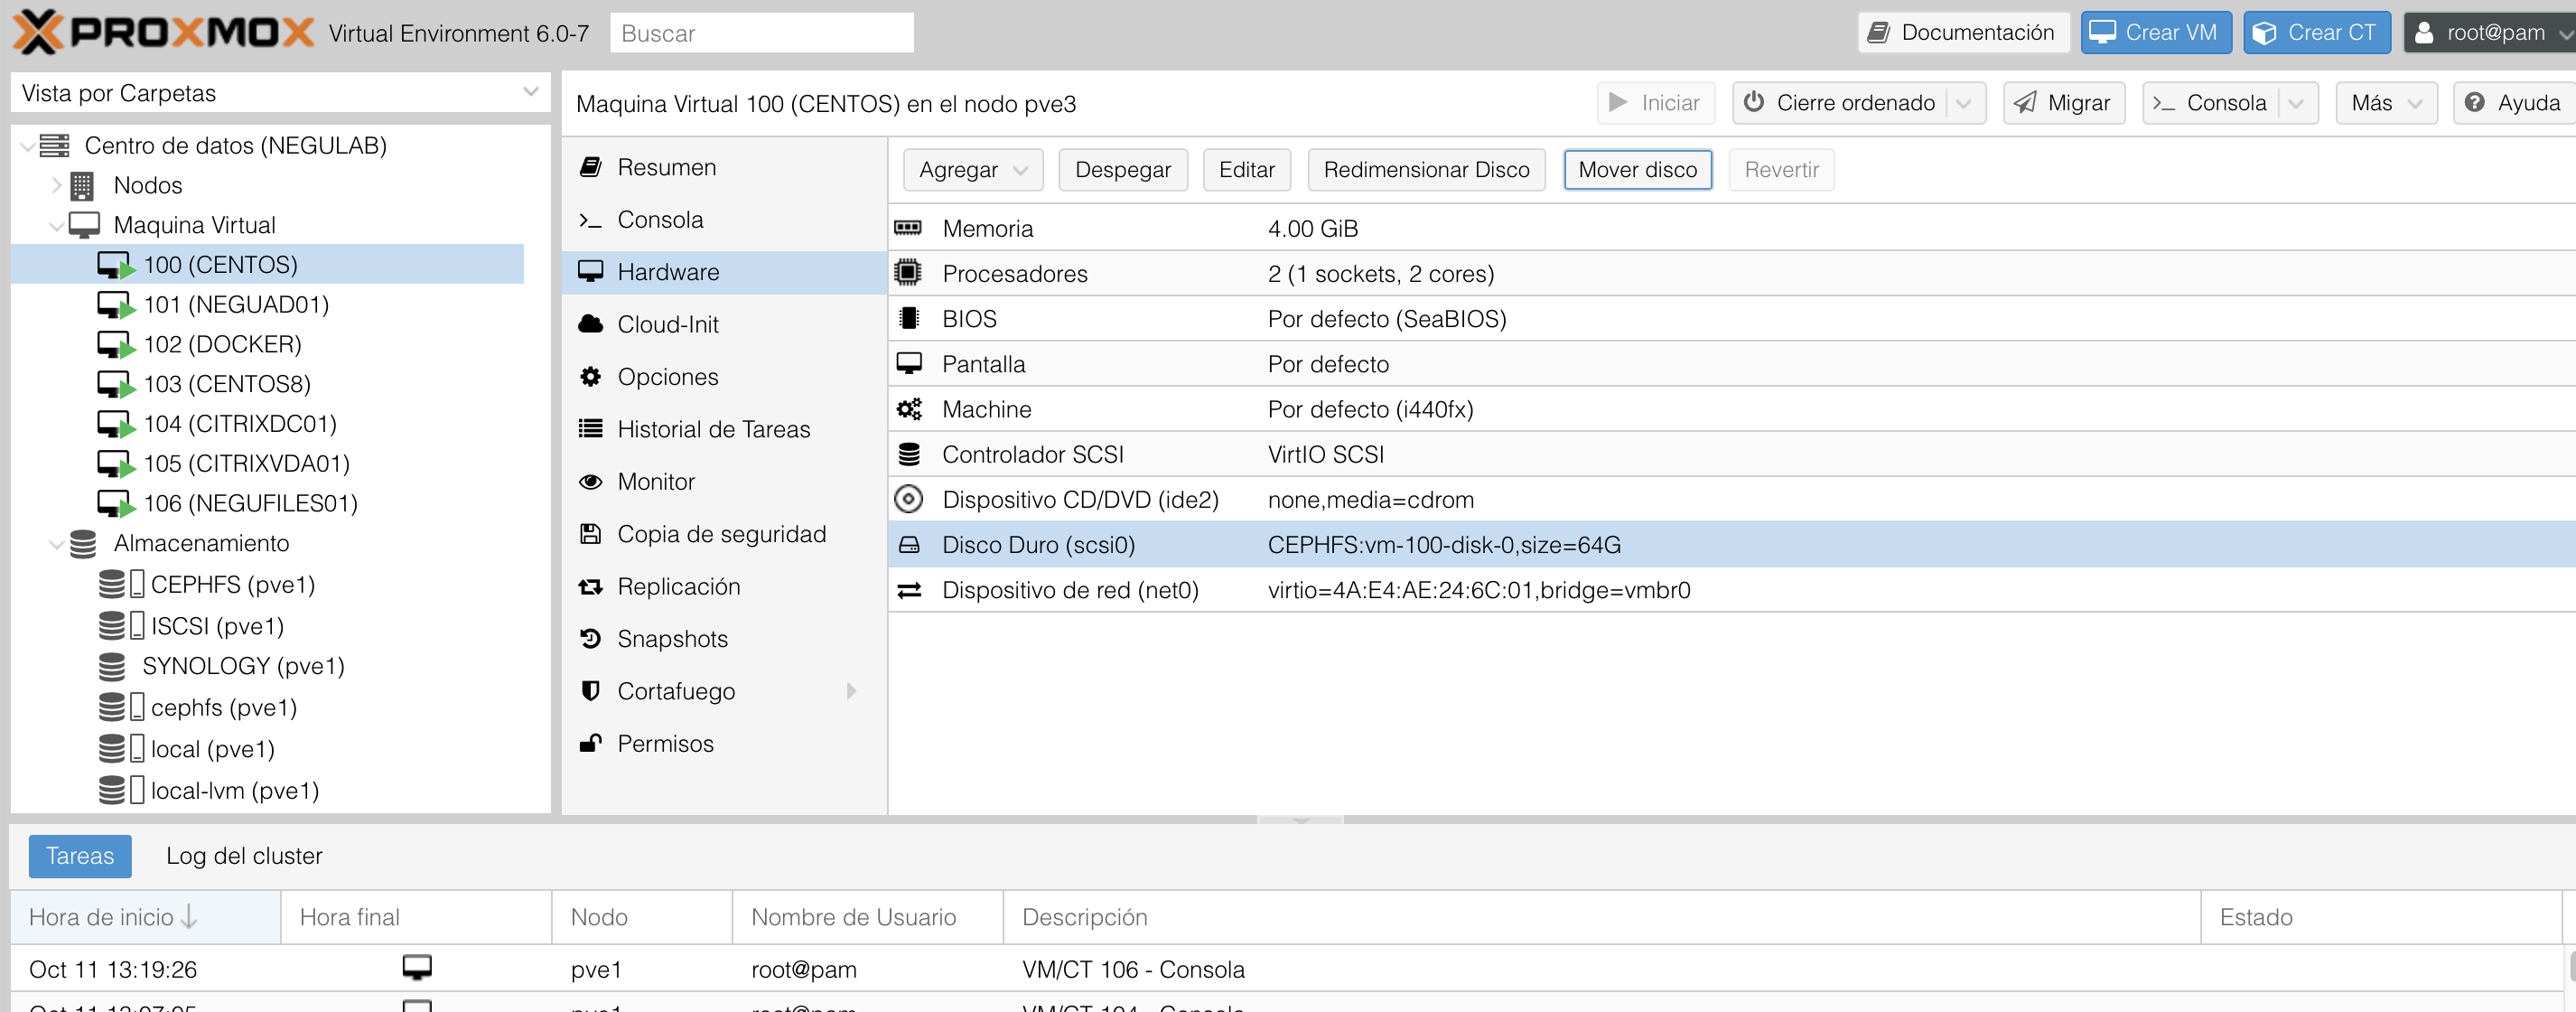 PROXMOX Virtual Environment 6.0-7 Buscar Documentación Crear VM Crear CT root@pam
Vista por Carpetas
Centro de datos (NEGULAB)
Nodos
Maquina Virtual
100 (CENTOS)
101 (NEGUAD01)
102 (DOCKER)
103 (CENTOS8)
104 (CITRIXDC01)
105 (CITRIXVDA01)
106 (NEGUFILES01)
Almacenamiento
CEPHFS (pve1)
ISCSI (pve1)
SYNOLOGY (pve1)
cephfs (pve1)
local (pve1)
local-lvm (pve1)
Maquina Virtual 100 (CENTOS) en el nodo pve3 Iniciar Cierre ordenado Migrar Consola Más Ayuda
Resumen
Consola
Hardware
Cloud-Init
Opciones
Historial de Tareas
Monitor
Copia de seguridad
Replicación
Snapshots
Cortafuego
Permisos
Agregar Despegar Editar Redimensionar Disco Mover disco Revertir
Memoria 4.00 GiB
Procesadores 2 (1 sockets, 2 cores)
BIOS Por defecto (SeaBIOS)
Pantalla Por defecto
Machine Por defecto (i440fx)
Controlador SCSI VirtIO SCSI
Dispositivo CD/DVD (ide2) none,media=cdrom
Disco Duro (scsi0) CEPHFS:vm-100-disk-0,size=64G
Dispositivo de red (net0) virtio=4A:E4:AE:24:6C:01,bridge=vmbr0
Tareas Log del cluster
Hora de inicio Hora final Nodo Nombre de Usuario Descripción Estado
Oct 11 13:19:26 pve1 root@pam VM/CT 106 - Consola